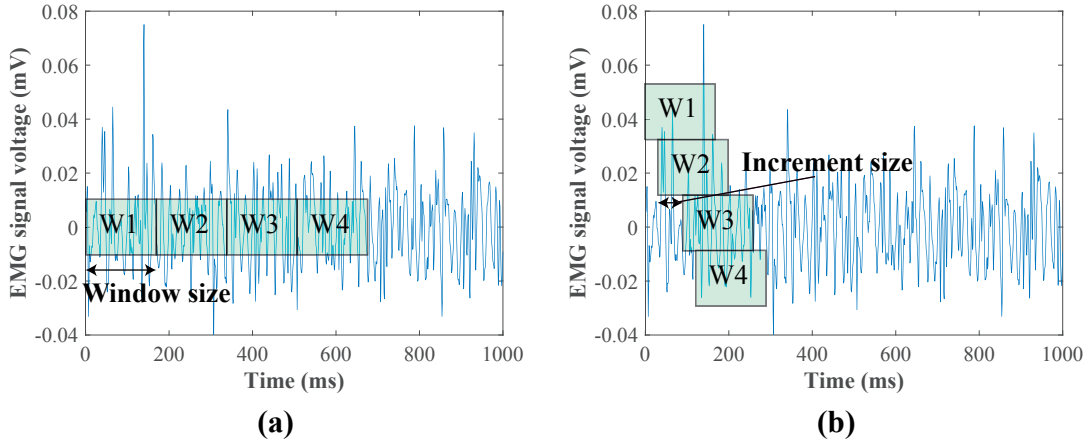 EMG signal voltage (mV)
0.08
0.06
0.04
0.02
0
-0.02
-0.04
W1 W2 W3 W4
Window size
0 200 400 600 800 1000
Time (ms)
(a)
EMG signal voltage (mV)
0.08
0.06
0.04
0.02
0
-0.02
-0.04
W1
W2
Increment size
W3
W4
0 200 400 600 800 1000
Time (ms)
(b)